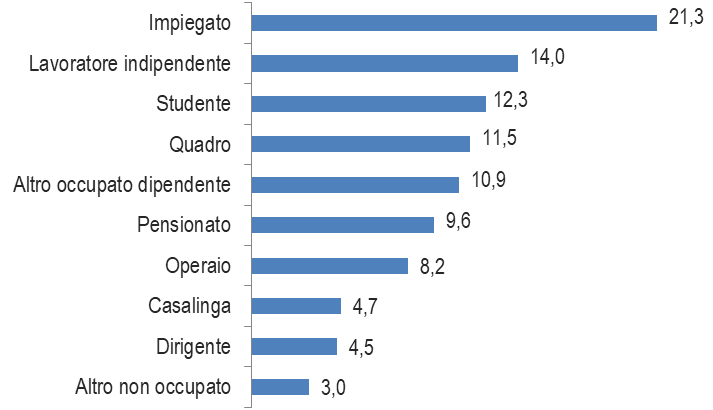 Impiegato 21,3
Lavoratore indipendente 14,0
Studente 12,3
Quadro 11,5
Altro occupato dipendente 10,9
Pensionato 9,6
Operaio 8,2
Casalinga 4,7
Dirigente 4,5
Altro non occupato 3,0